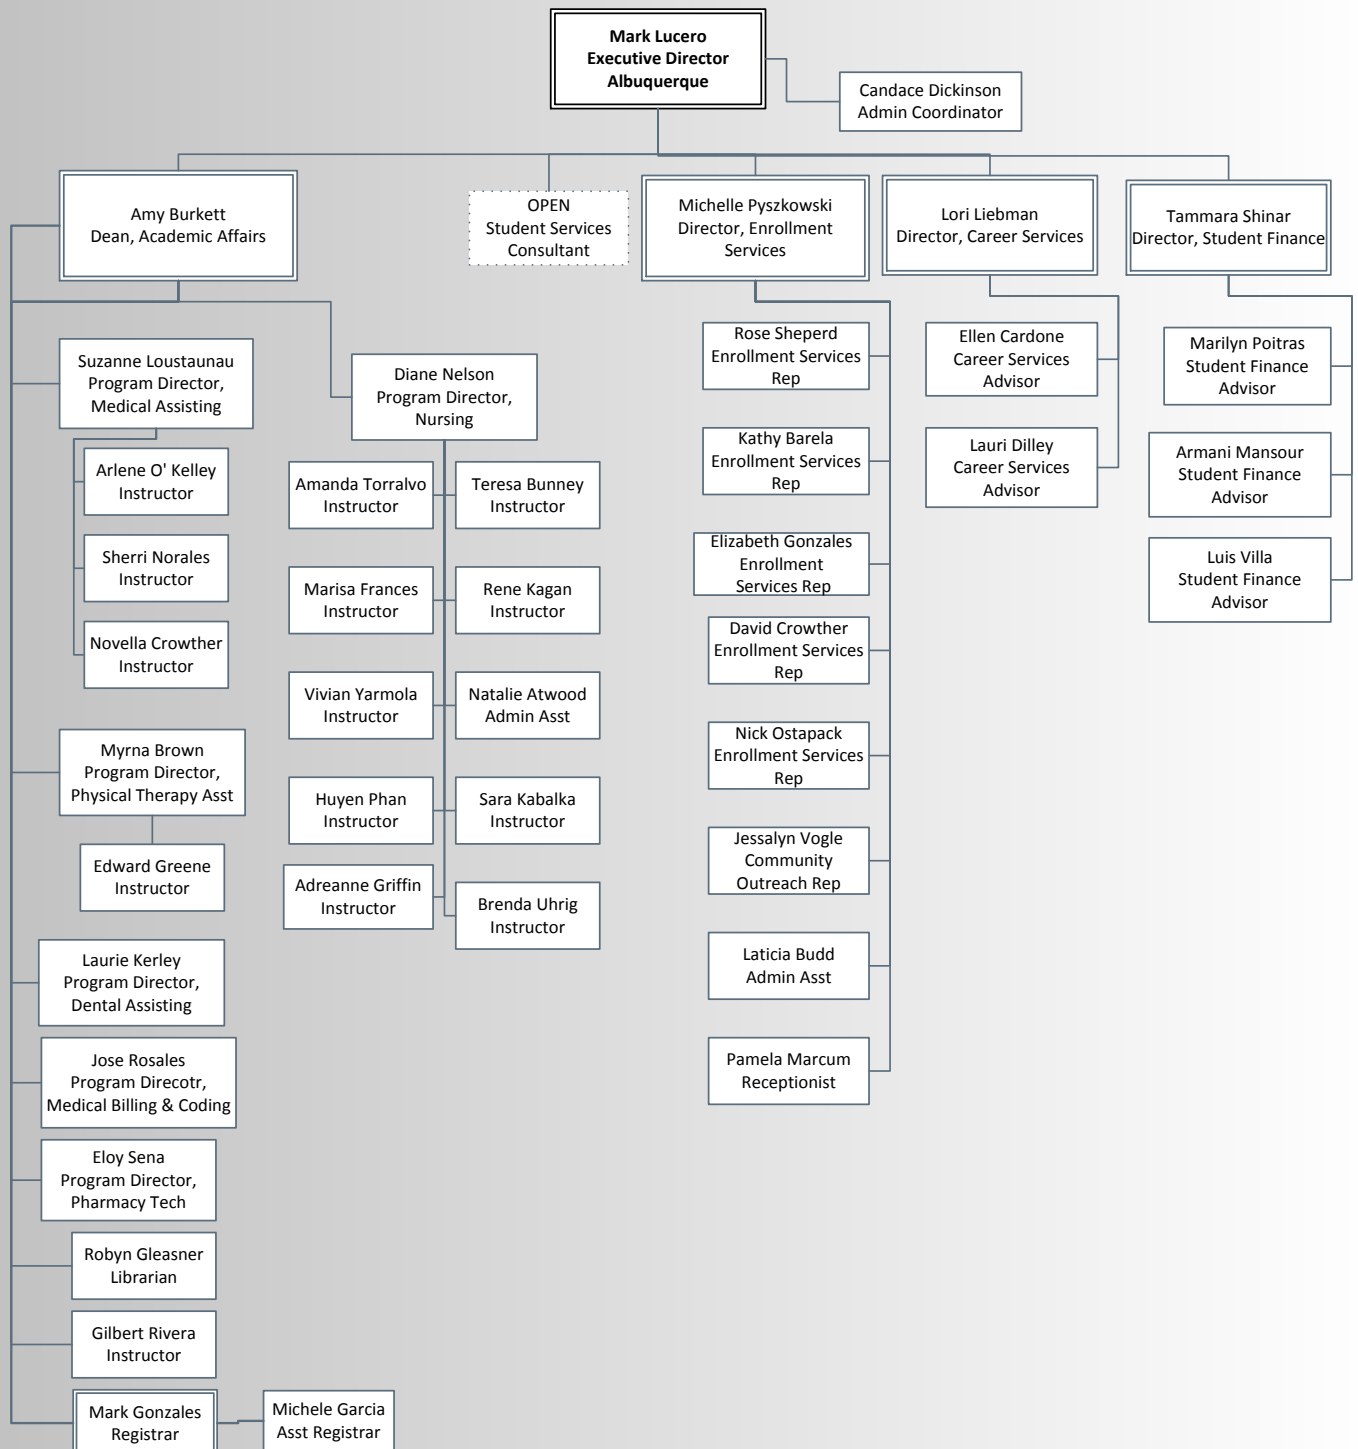 Mark Lucero
Executive Director
Albuquerque
Candace Dickinson
Admin Coordinator
Amy Burkett
Dean, Academic Affairs
OPEN
Student Services
Consultant
Michelle Pyszkowski
Director, Enrollment
Services
Lori Liebman
Director, Career Services
Tammara Shinar
Director, Student Finance
Suzanne Loustaunau
Program Director,
Medical Assisting
Arlene O' Kelley
Instructor
Sherri Norales
Instructor
Novella Crowther
Instructor
Myrna Brown
Program Director,
Physical Therapy Asst
Edward Greene
Instructor
Laurie Kerley
Program Director,
Dental Assisting
Jose Rosales
Program Direcotr,
Medical Billing & Coding
Eloy Sena
Program Director,
Pharmacy Tech
Robyn Gleasner
Librarian
Gilbert Rivera
Instructor
Mark Gonzales
Registrar
Michele Garcia
Asst Registrar
Diane Nelson
Program Director,
Nursing
Amanda Torralvo
Instructor
Teresa Bunney
Instructor
Marisa Frances
Instructor
Rene Kagan
Instructor
Vivian Yarmola
Instructor
Natalie Atwood
Admin Asst
Huyen Phan
Instructor
Sara Kabalka
Instructor
Adreanne Griffin
Instructor
Brenda Uhrig
Instructor
Rose Sheperd
Enrollment Services
Rep
Kathy Barela
Enrollment Services
Rep
Elizabeth Gonzales
Enrollment
Services Rep
David Crowther
Enrollment Services
Rep
Nick Ostapack
Enrollment Services
Rep
Jessalyn Vogle
Community
Outreach Rep
Laticia Budd
Admin Asst
Pamela Marcum
Receptionist
Ellen Cardone
Career Services
Advisor
Lauri Dilley
Career Services
Advisor
Marilyn Poitras
Student Finance
Advisor
Armani Mansour
Student Finance
Advisor
Luis Villa
Student Finance
Advisor